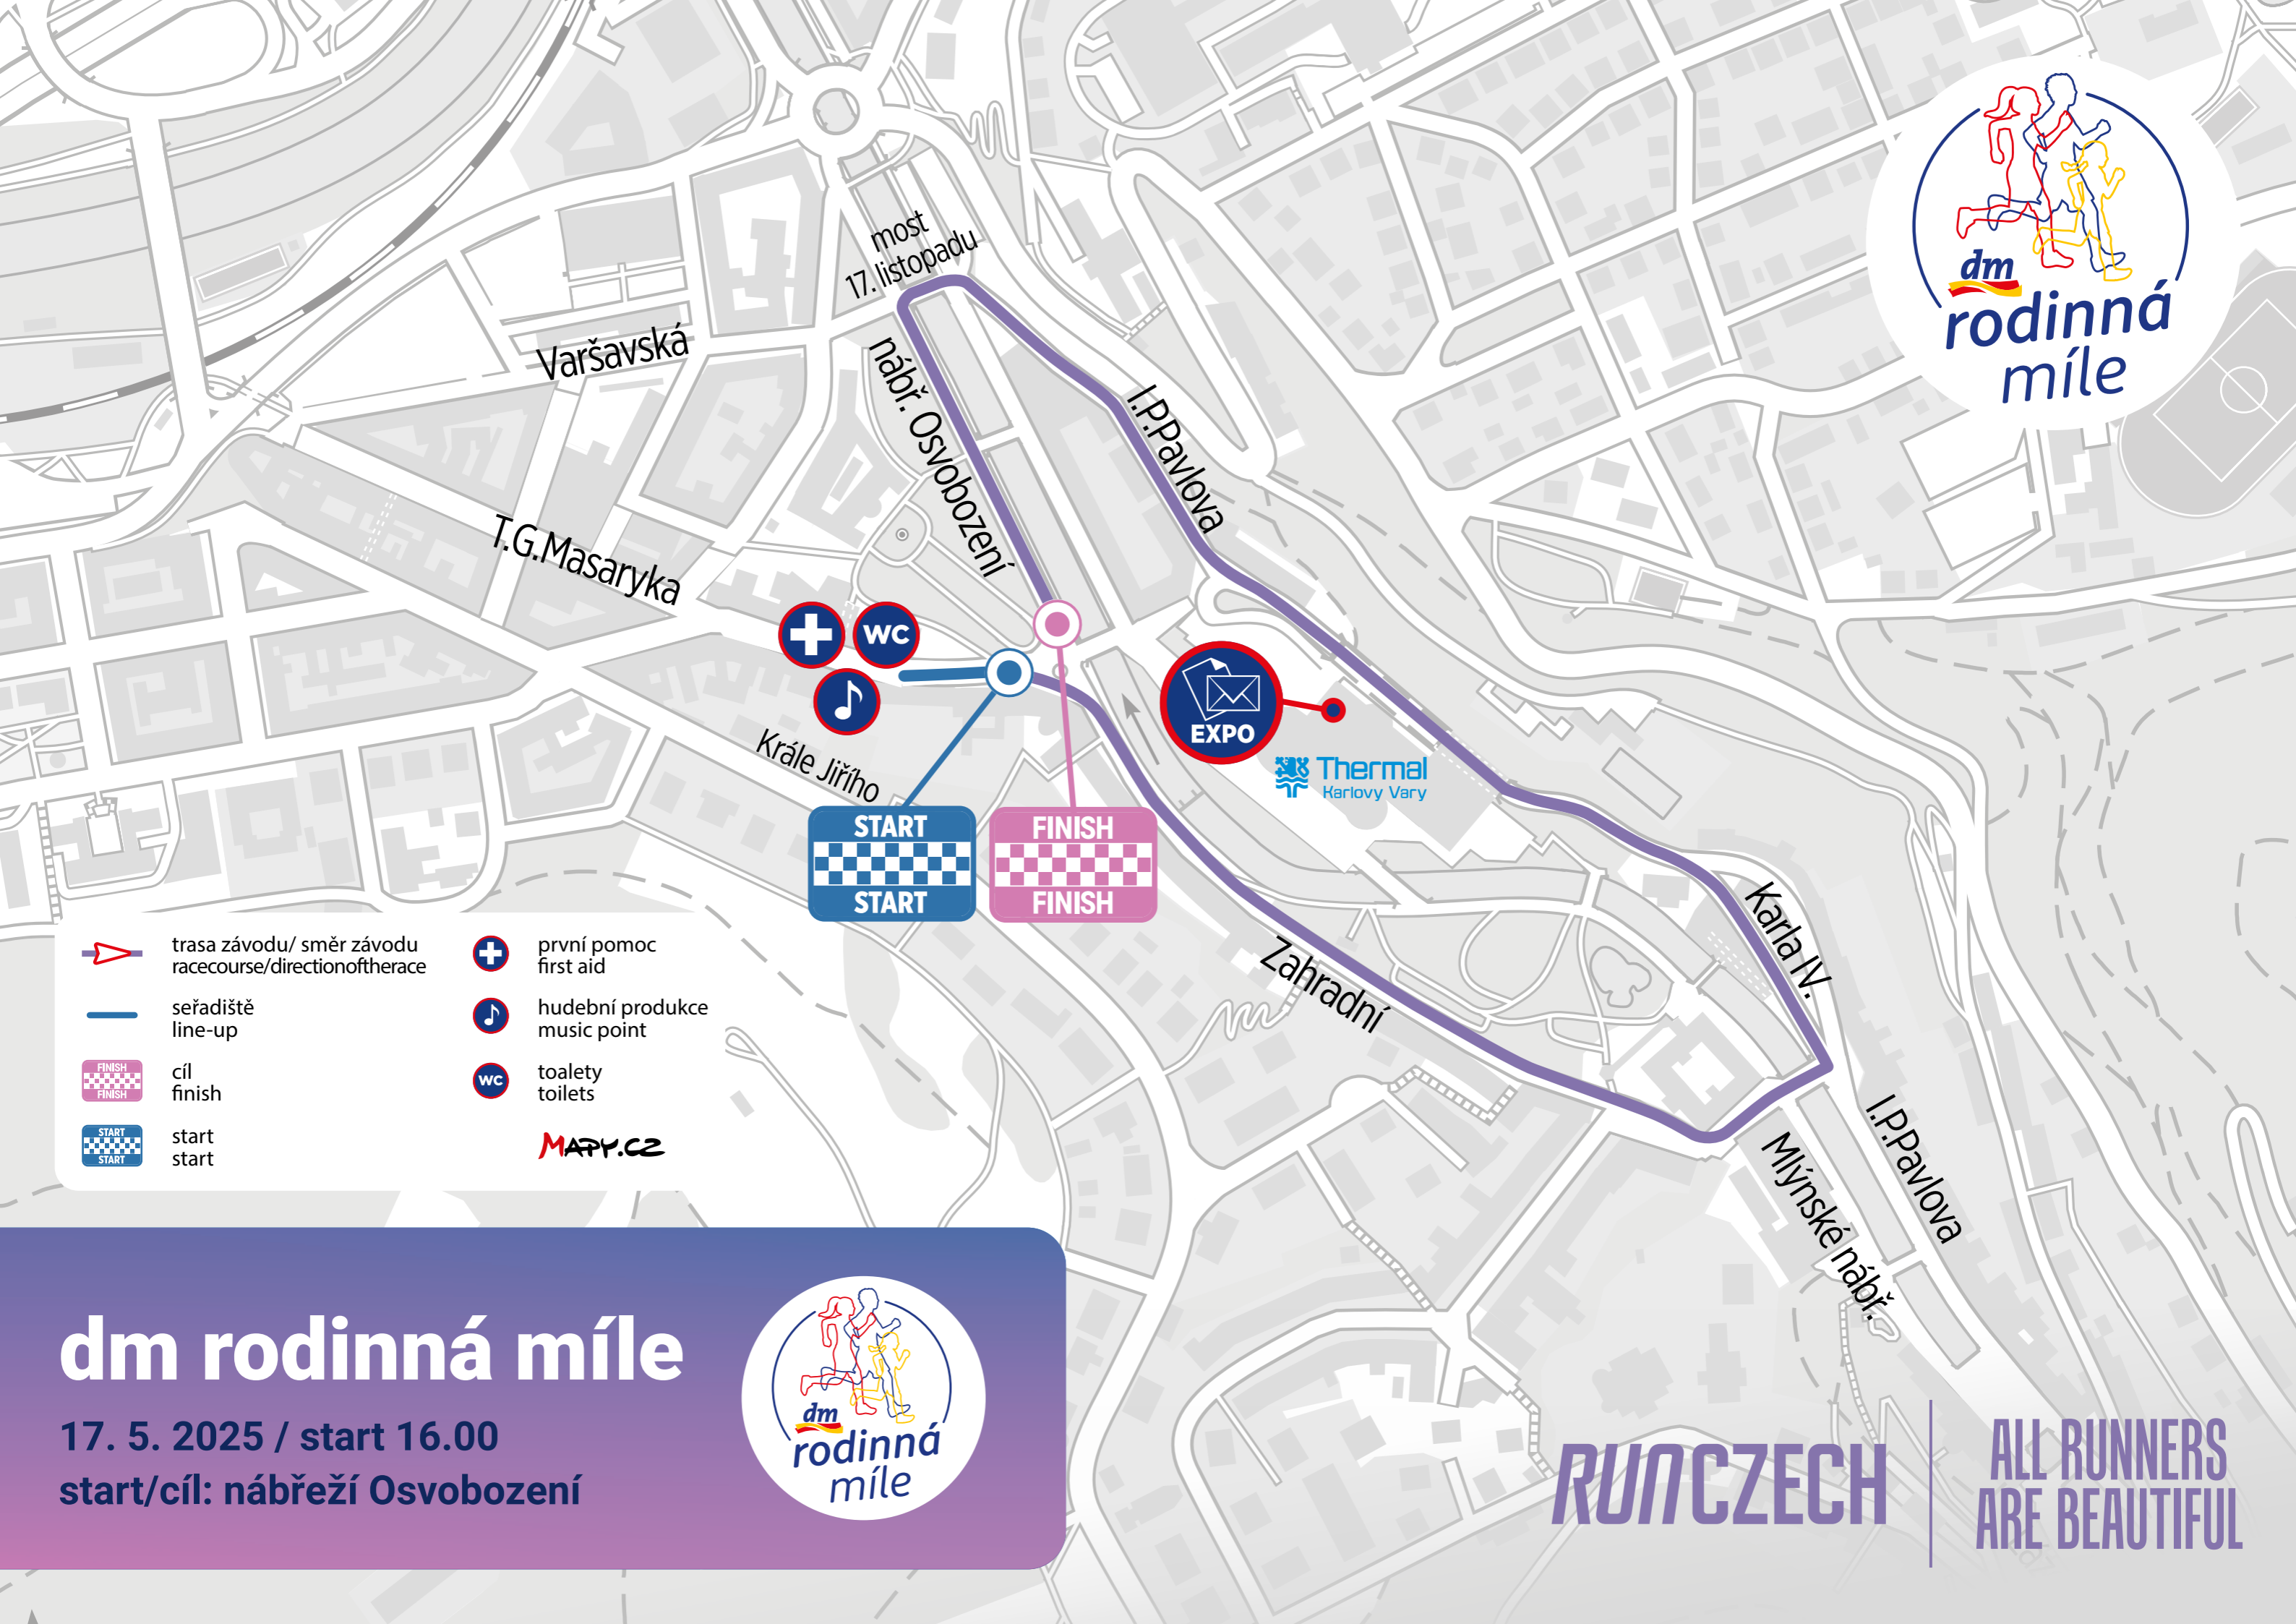 dm
rodinná
míle
most
17. listopadu
Varšavská
nábř. Osvobození
I.P.Pavlova
T.G.Masaryka
WC
EXPO
Thermal
Karlovy Vary
Krále Jiřího
START
START
FINISH
FINISH
Zahradní
Karla IV.
I.P.Pavlova
Mlýnské nábř.
trasa závodu/ směr závodu
racecourse/directionoftherace
seřadiště
line-up
FINISH
FINISH
cíl
finish
START
START
start
start
první pomoc
first aid
hudební produkce
music point
WC
toalety
toilets
MAPY.CZ
dm rodinná míle
17. 5. 2025 / start 16.00
start/cíl: nábřeží Osvobození
dm
rodinná
míle
RUNCZECH
ALL RUNNERS
ARE BEAUTIFUL